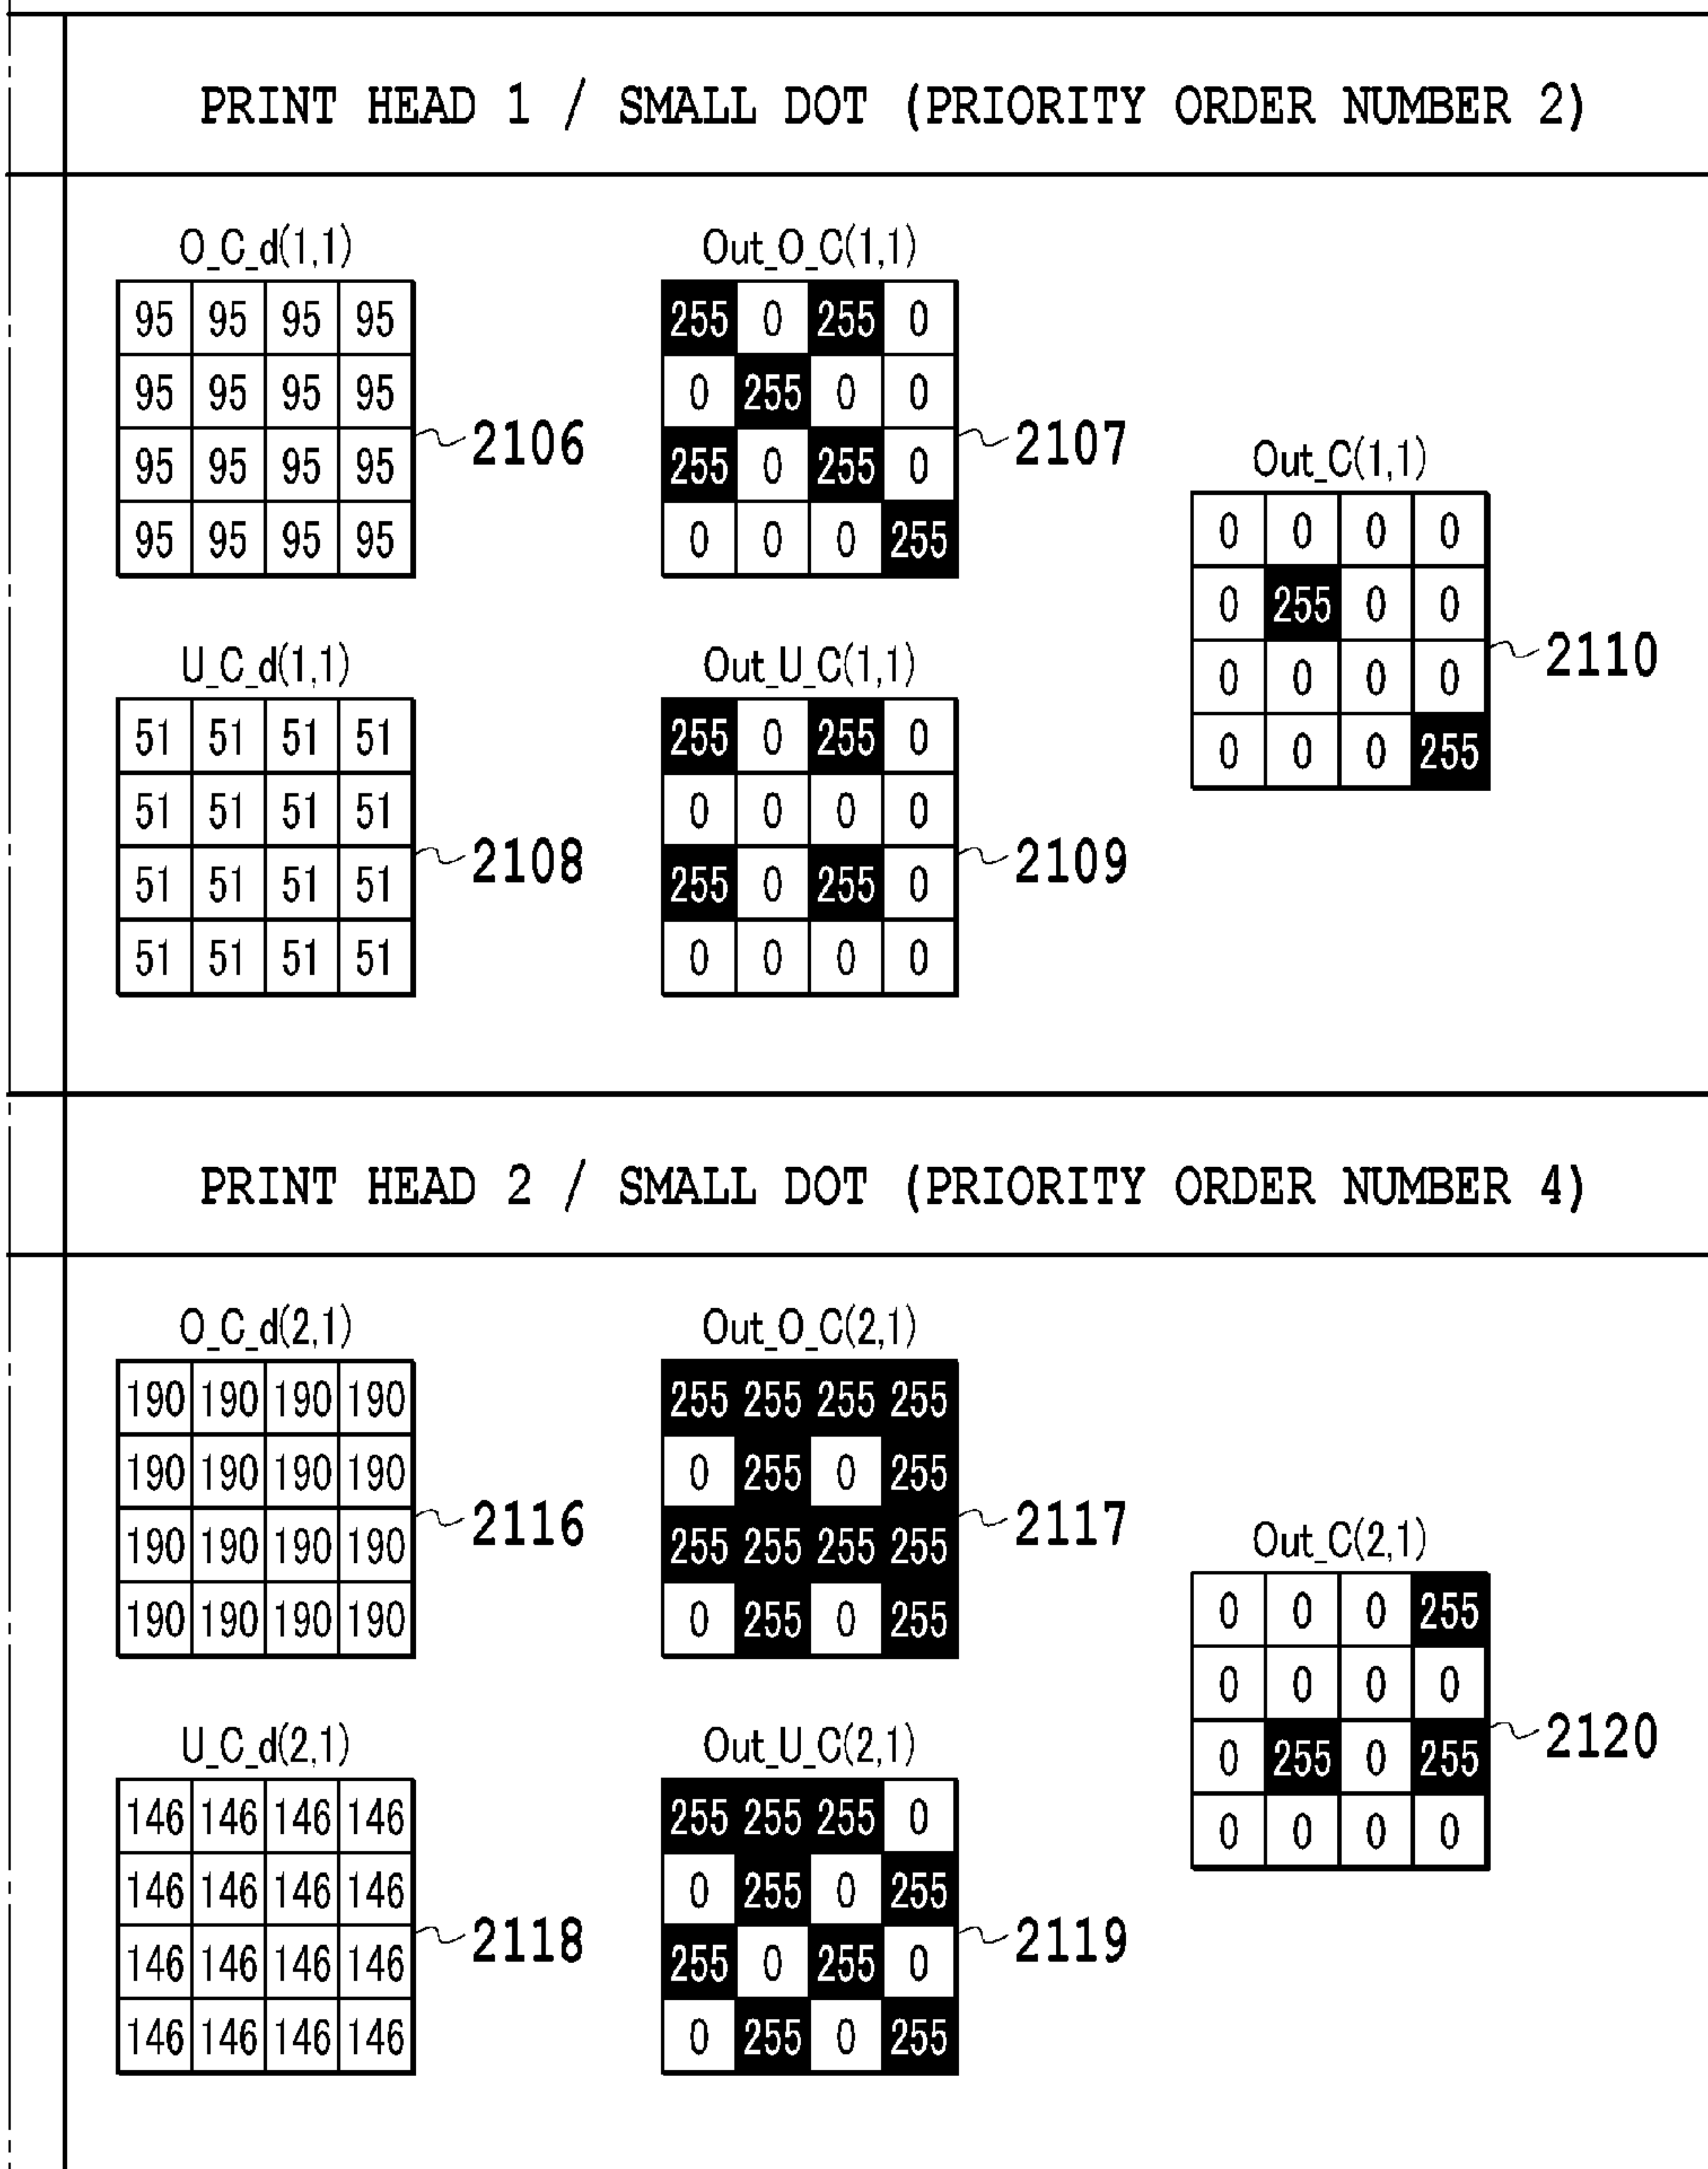 PRINT HEAD 1 / SMALL DOT (PRIORITY ORDER NUMBER 2)
O_C_d(1,1)
95 95 95 95
95 95 95 95
95 95 95 95
95 95 95 95
2106
Out_O_C(1,1)
255 0 255 0
0 255 0 0
255 0 255 0
0 0 0 255
2107
U_C_d(1,1)
51 51 51 51
51 51 51 51
51 51 51 51
51 51 51 51
2108
Out_U_C(1,1)
255 0 255 0
0 0 0 0
255 0 255 0
0 0 0 0
2109
Out_C(1,1)
0 0 0 0
0 255 0 0
0 0 0 0
0 0 0 255
2110
PRINT HEAD 2 / SMALL DOT (PRIORITY ORDER NUMBER 4)
O_C_d(2,1)
190 190 190 190
190 190 190 190
190 190 190 190
190 190 190 190
2116
Out_O_C(2,1)
255 255 255 255
0 255 0 255
255 255 255 255
0 255 0 255
2117
U_C_d(2,1)
146 146 146 146
146 146 146 146
146 146 146 146
146 146 146 146
2118
Out_U_C(2,1)
255 255 255 0
0 255 0 255
255 0 255 0
0 255 0 255
2119
Out_C(2,1)
0 0 0 255
0 0 0 0
0 255 0 255
0 0 0 0
2120